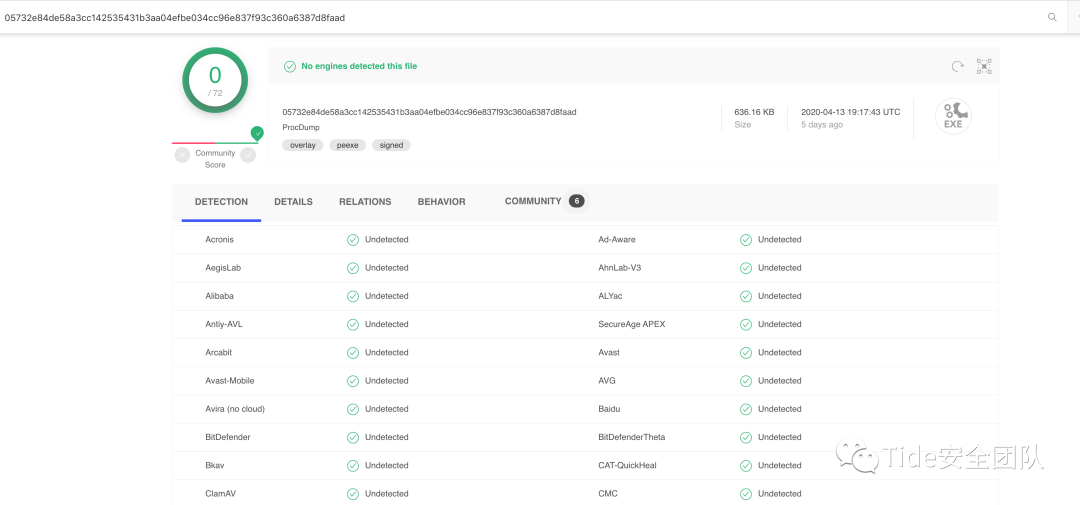 05732e84de58a3cc142535431b3aa04efbe034cc96e837f93c360a6387d8faad
0
/ 72
Community
Score
No engines detected this file
05732e84de58a3cc142535431b3aa04efbe034cc96e837f93c360a6387d8faad
ProcDump
overlay peexe signed
636.16 KB
Size
2020-04-13 19:17:43 UTC
5 days ago
EXE
DETECTION DETAILS RELATIONS BEHAVIOR COMMUNITY 6
Acronis Undetected Ad-Aware Undetected
AegisLab Undetected AhnLab-V3 Undetected
Alibaba Undetected ALYac Undetected
Antiy-AVL Undetected SecureAge APEX Undetected
Arcabit Undetected Avast Undetected
Avast-Mobile Undetected AVG Undetected
Avira (no cloud) Undetected Baidu Undetected
BitDefender Undetected BitDefenderTheta Undetected
Bkav Undetected CAT-QuickHeal Undetected
ClamAV Undetected CMC Undetected
Tide安全团队